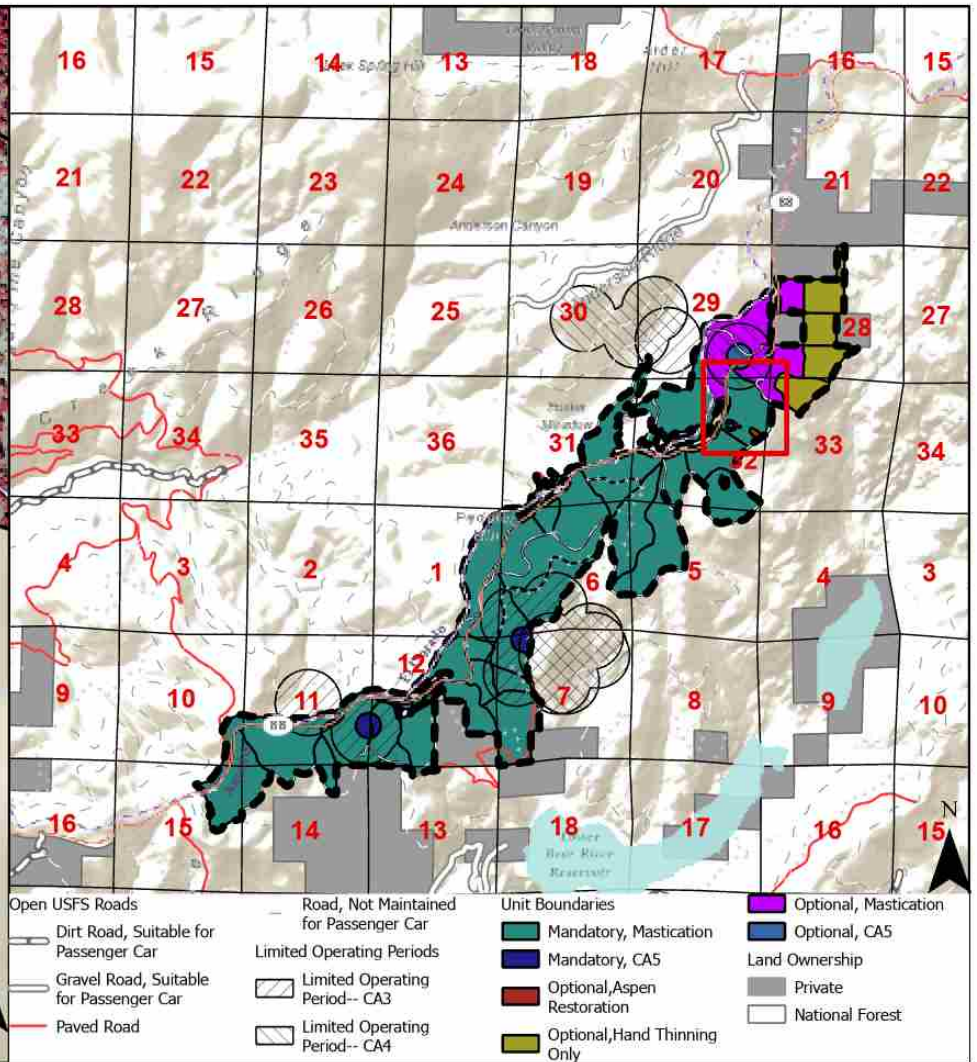 16 15 14 13 18 17 16 15
21 22 23 24 19 20 21 22
Anderson Canyon
88
28 27 26 25 30 29 28 27
33 34 35 36 31 32 33 34
4 3 2 1 6 5 4 3
9 10 11 12 7 8 9 10
88
16 15 14 13 18 17 16 15
Bear River
Reservoir
N
Open USFS Roads
Dirt Road, Suitable for
Passenger Car
Gravel Road, Suitable
for Passenger Car
Paved Road
Road, Not Maintained
for Passenger Car
Limited Operating Periods
Limited Operating
Period-- CA3
Limited Operating
Period-- CA4
Unit Boundaries
Mandatory, Mastication
Mandatory, CA5
Optional,Aspen
Restoration
Optional,Hand Thinning
Only
Optional, Mastication
Optional, CA5
Land Ownership
Private
National Forest